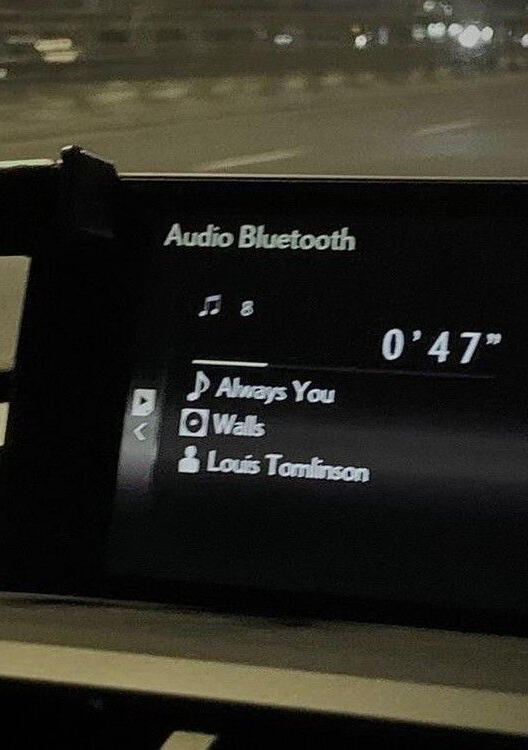 Audio Bluetooth
8
0'47"
Always You
Walls
Louis Tomlinson